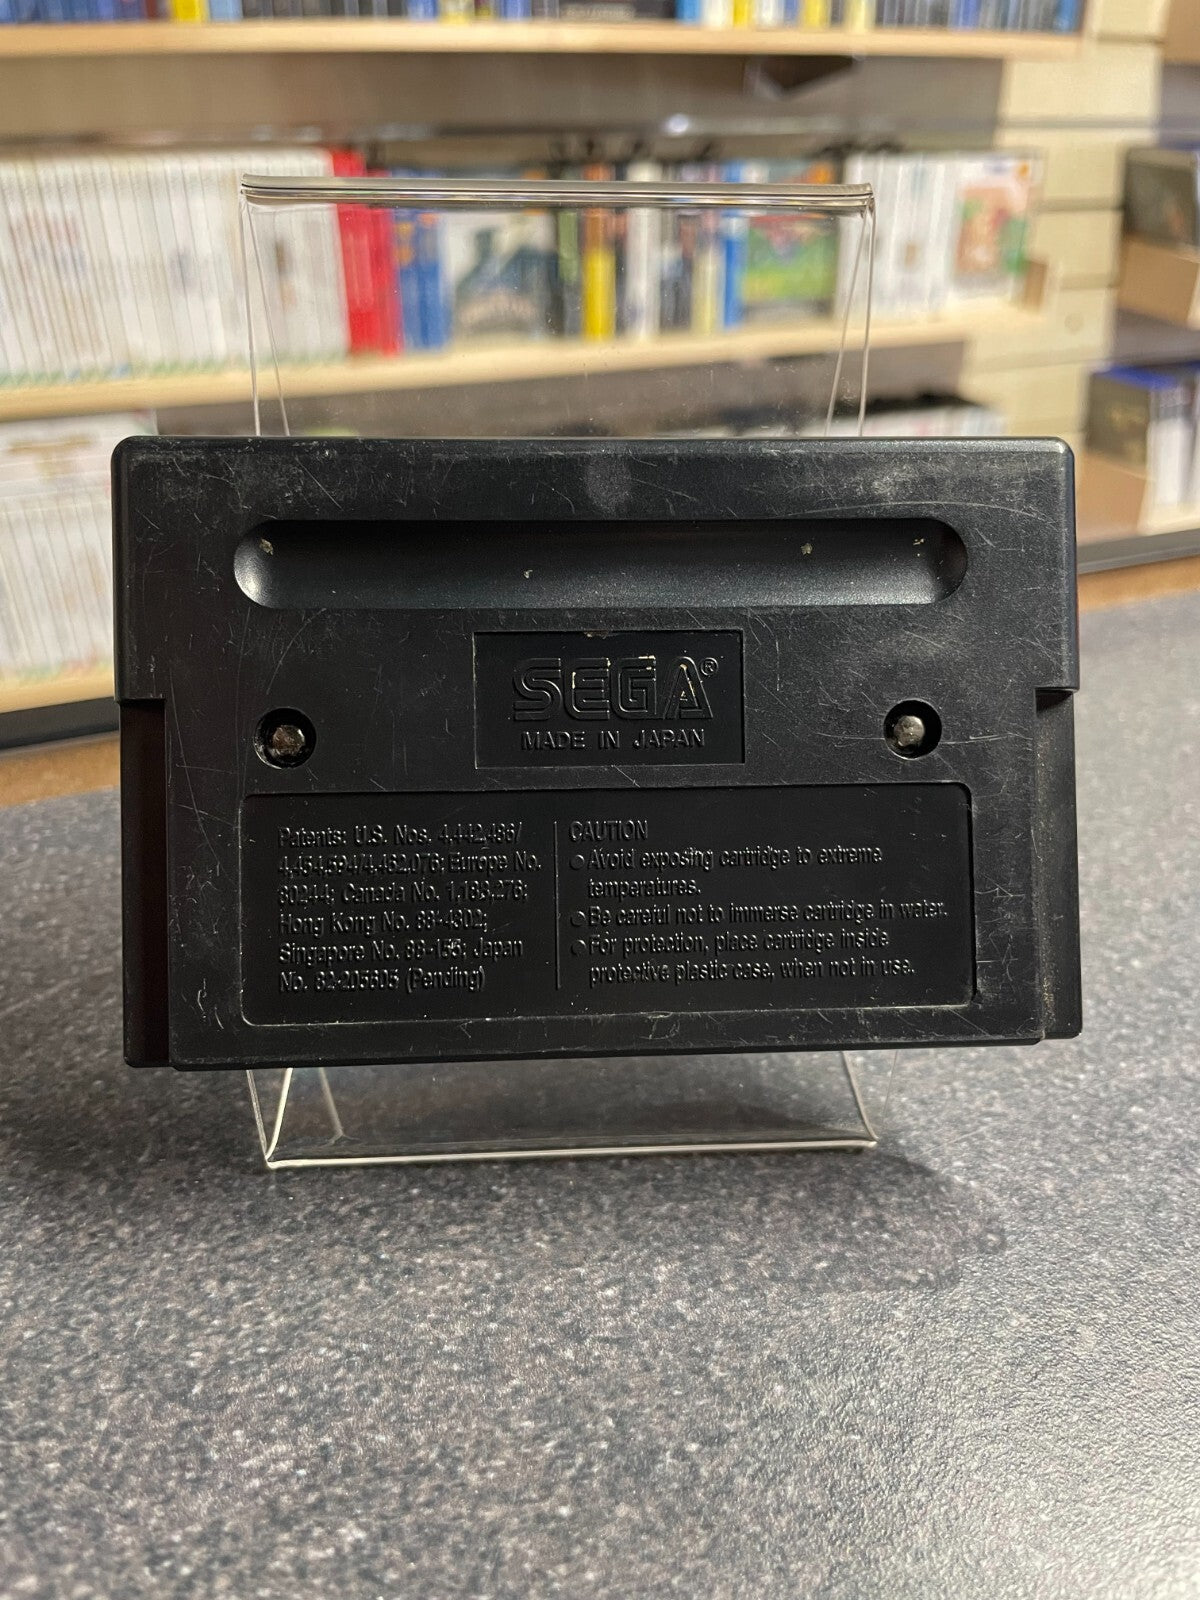 SEGA®
MADE IN JAPAN
Patents: U.S. Nos. 4,442,486/
4,454,594/4,462,076; Europe No.
80244; Canada No. 1,183,276;
Hong Kong No. 88-4302;
Singapore No. 88-155; Japan
No. 82-205605 (Pending)
CAUTION
●Avoid exposing cartridge to extreme
temperatures.
●Be careful not to immerse cartridge in water.
●For protection, place cartridge inside
protective plastic case, when not in use.